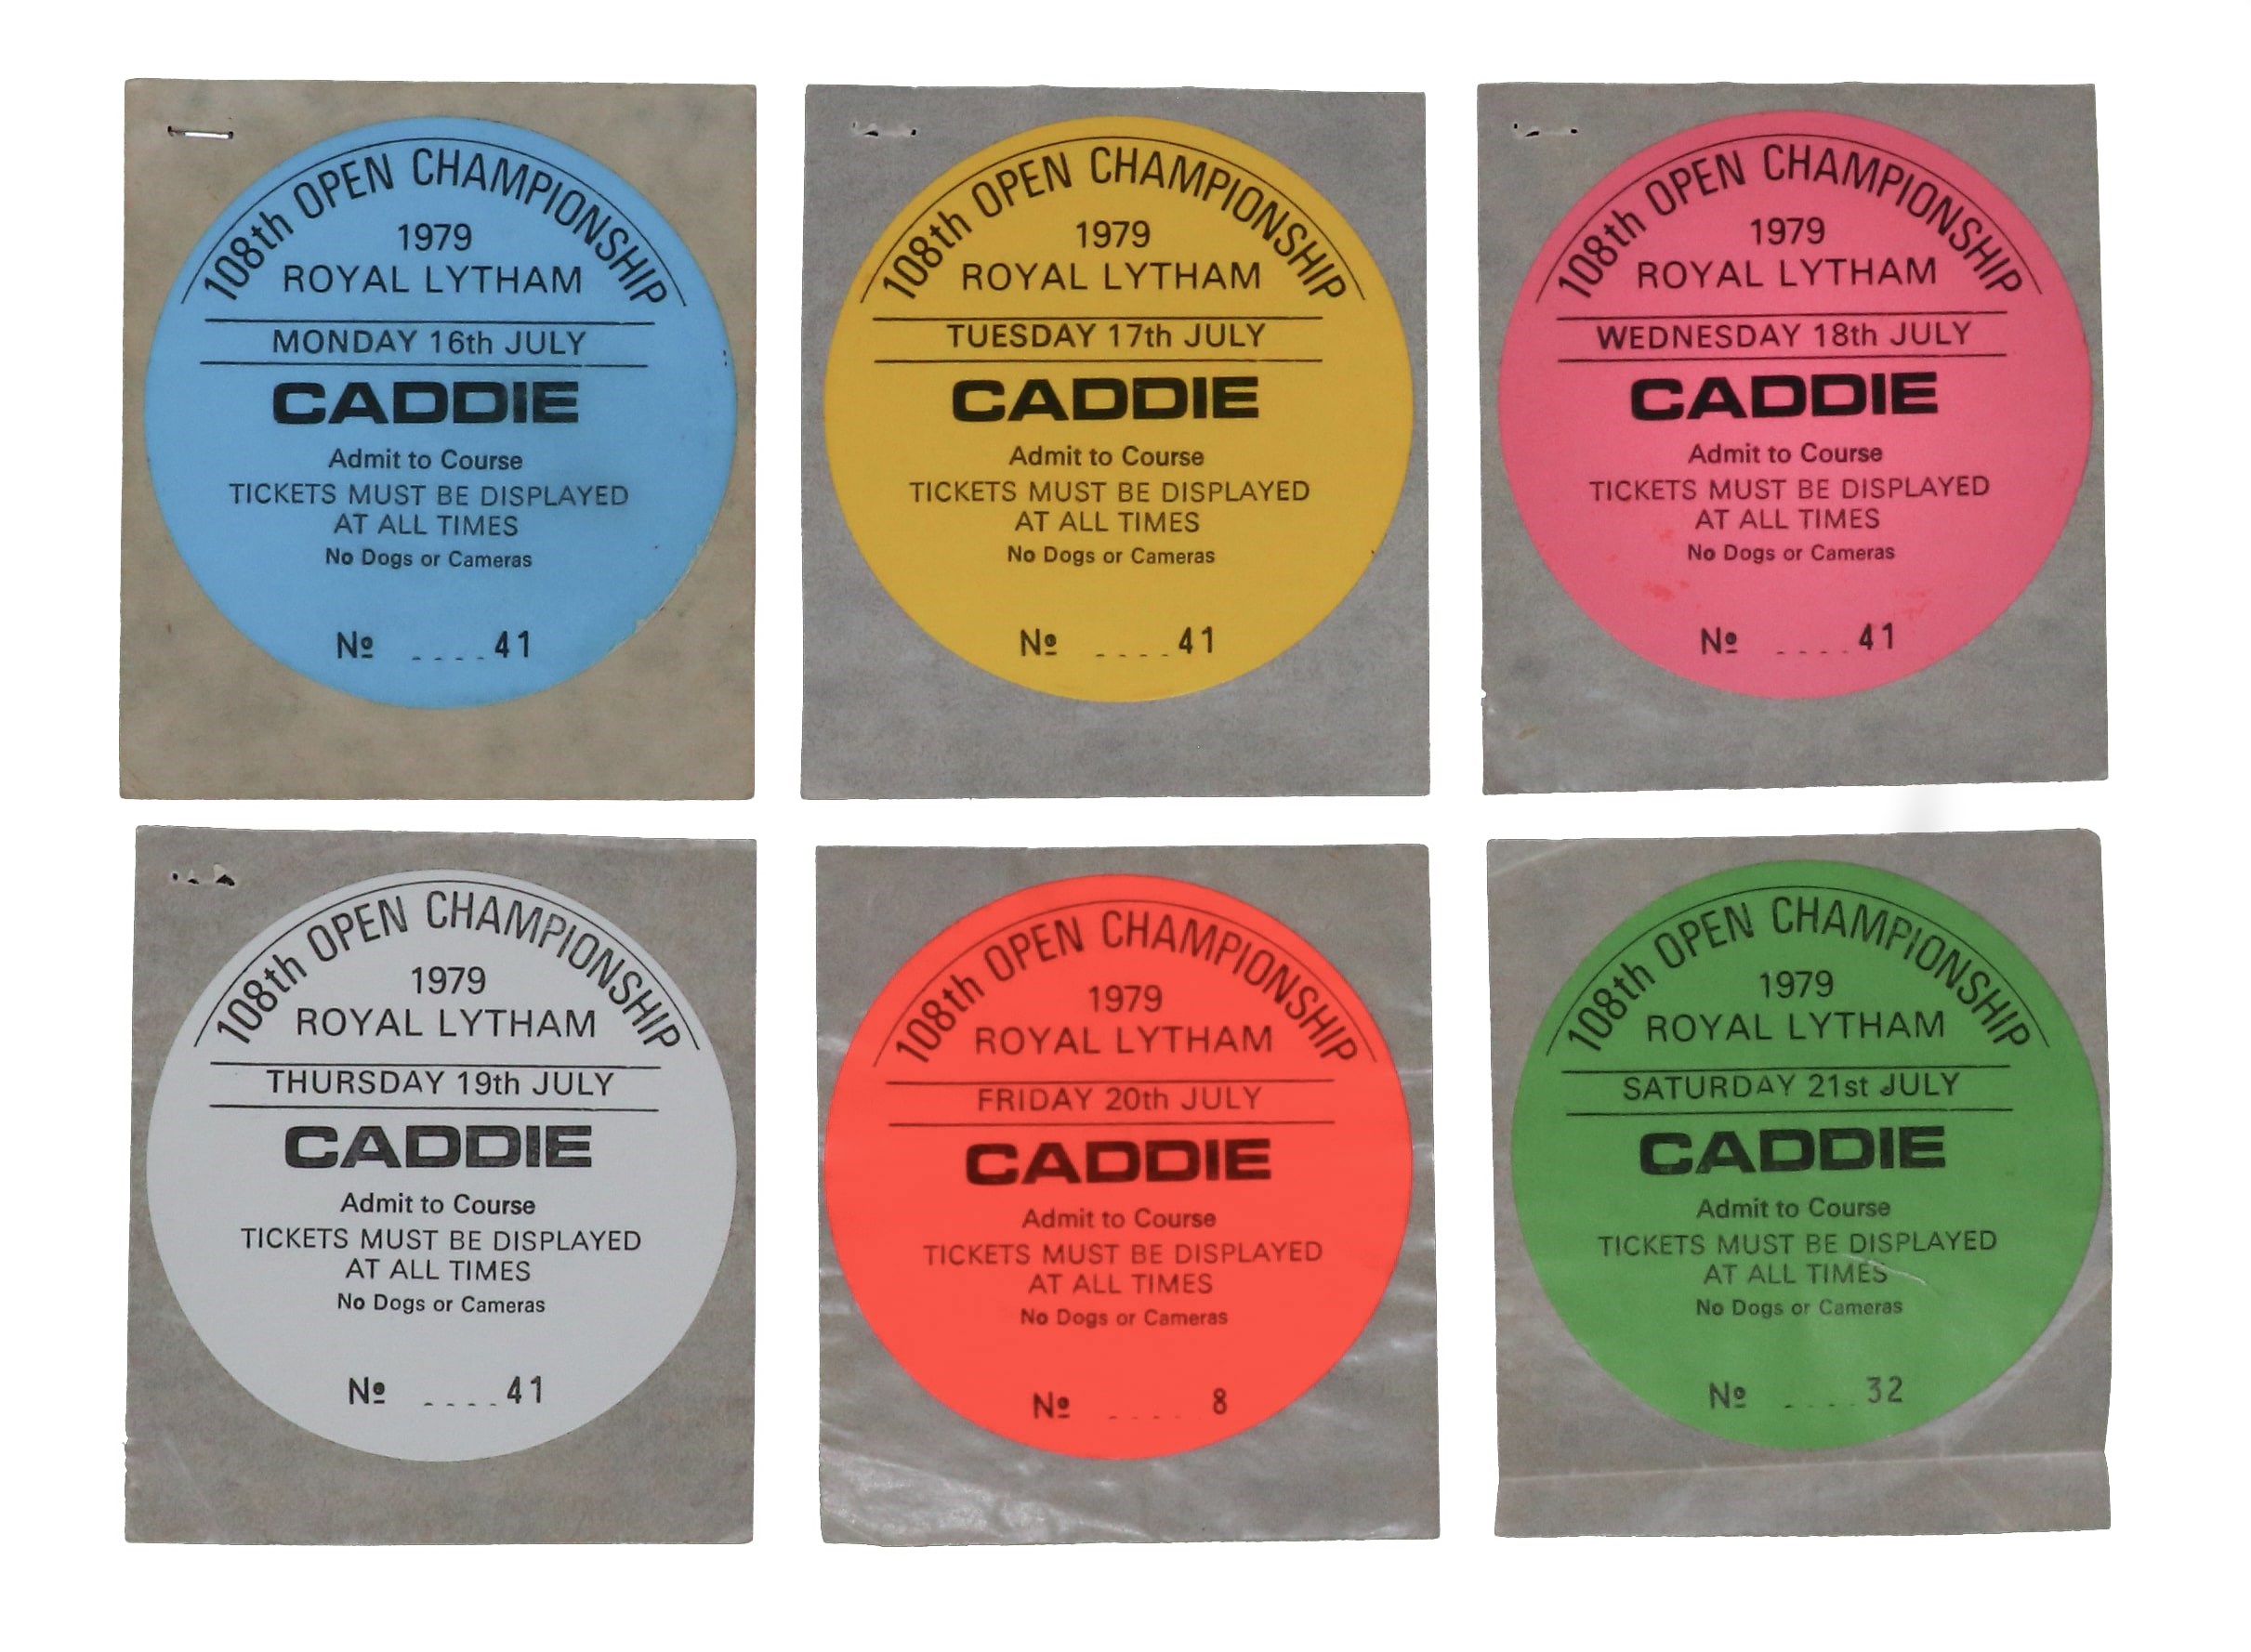 108th OPEN CHAMPIONSHIP
1979
ROYAL LYTHAM
MONDAY 16th JULY
CADDIE
Admit to Course
TICKETS MUST BE DISPLAYED
AT ALL TIMES
No Dogs or Cameras
Nº ....41
108th OPEN CHAMPIONSHIP
1979
ROYAL LYTHAM
TUESDAY 17th JULY
CADDIE
Admit to Course
TICKETS MUST BE DISPLAYED
AT ALL TIMES
No Dogs or Cameras
Nº ....41
108th OPEN CHAMPIONSHIP
1979
ROYAL LYTHAM
WEDNESDAY 18th JULY
CADDIE
Admit to Course
TICKETS MUST BE DISPLAYED
AT ALL TIMES
No Dogs or Cameras
Nº ....41
108th OPEN CHAMPIONSHIP
1979
ROYAL LYTHAM
THURSDAY 19th JULY
CADDIE
Admit to Course
TICKETS MUST BE DISPLAYED
AT ALL TIMES
No Dogs or Cameras
Nº ....41
108th OPEN CHAMPIONSHIP
1979
ROYAL LYTHAM
FRIDAY 20th JULY
CADDIE
Admit to Course
TICKETS MUST BE DISPLAYED
AT ALL TIMES
No Dogs or Cameras
Nº .... 8
108th OPEN CHAMPIONSHIP
1979
ROYAL LYTHAM
SATURDAY 21st JULY
CADDIE
Admit to Course
TICKETS MUST BE DISPLAYED
AT ALL TIMES
No Dogs or Cameras
Nº ....32